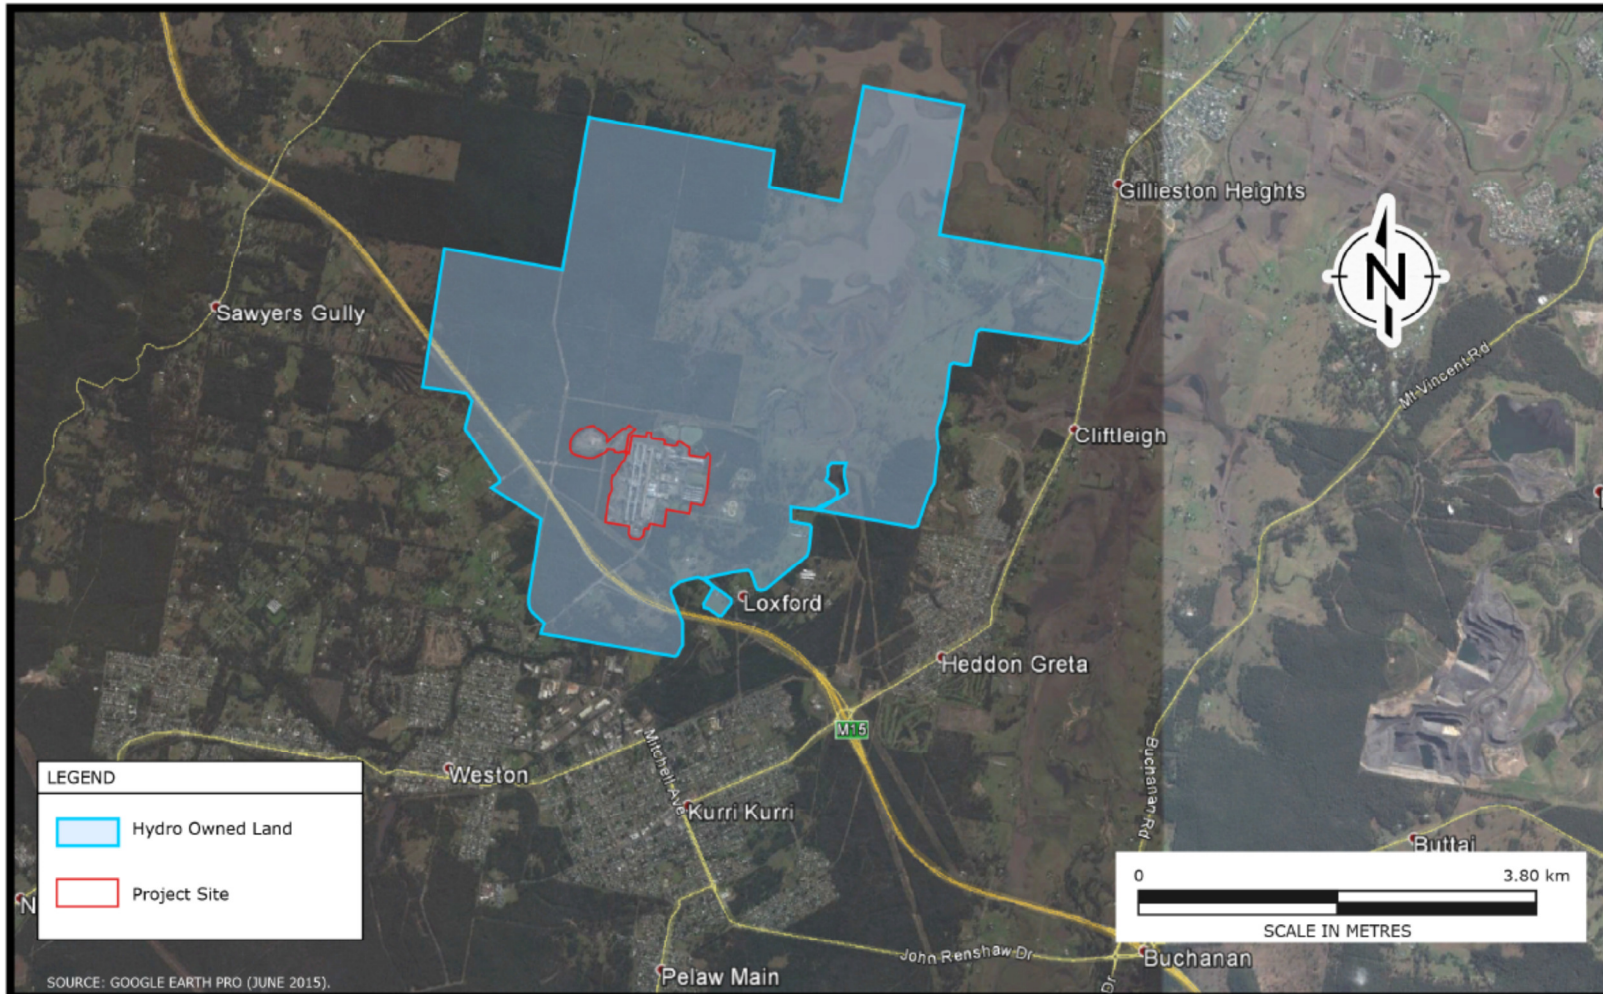 Gillieston Heights
N
Sawyers Gully
Mt Vincent Rd
Cliftleigh
Loxford
Heddon Greta
M15
Buchanan Rd
Mitchell Ave
Weston
Kurri Kurri
Buttai
LEGEND
Hydro Owned Land
Project Site
0 3.80 km
SCALE IN METRES
N
John Renshaw Dr
Buchanan
Pelaw Main
Dr
SOURCE: GOOGLE EARTH PRO (JUNE 2015).